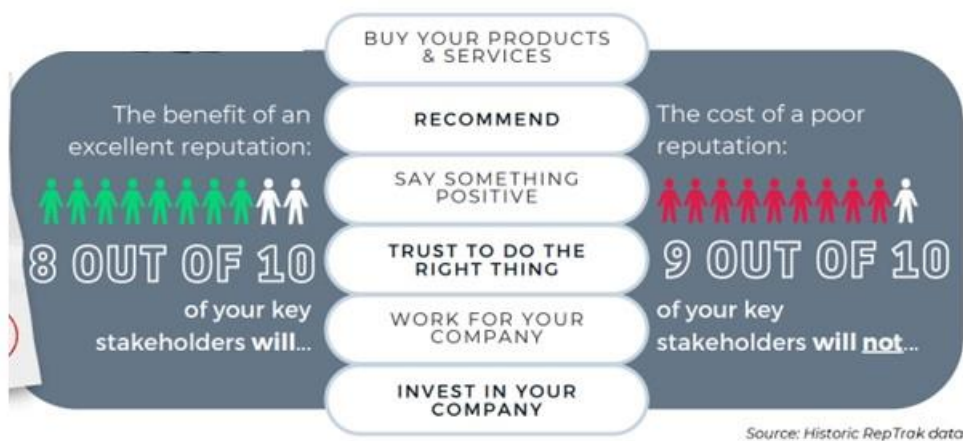 The benefit of an
excellent reputation:
8 OUT OF 10
of your key
stakeholders will...
BUY YOUR PRODUCTS
& SERVICES
RECOMMEND
SAY SOMETHING
POSITIVE
TRUST TO DO THE
RIGHT THING
WORK FOR YOUR
COMPANY
INVEST IN YOUR
COMPANY
The cost of a poor
reputation:
9 OUT OF 10
of your key
stakeholders will not...
Source: Historic RepTrak data